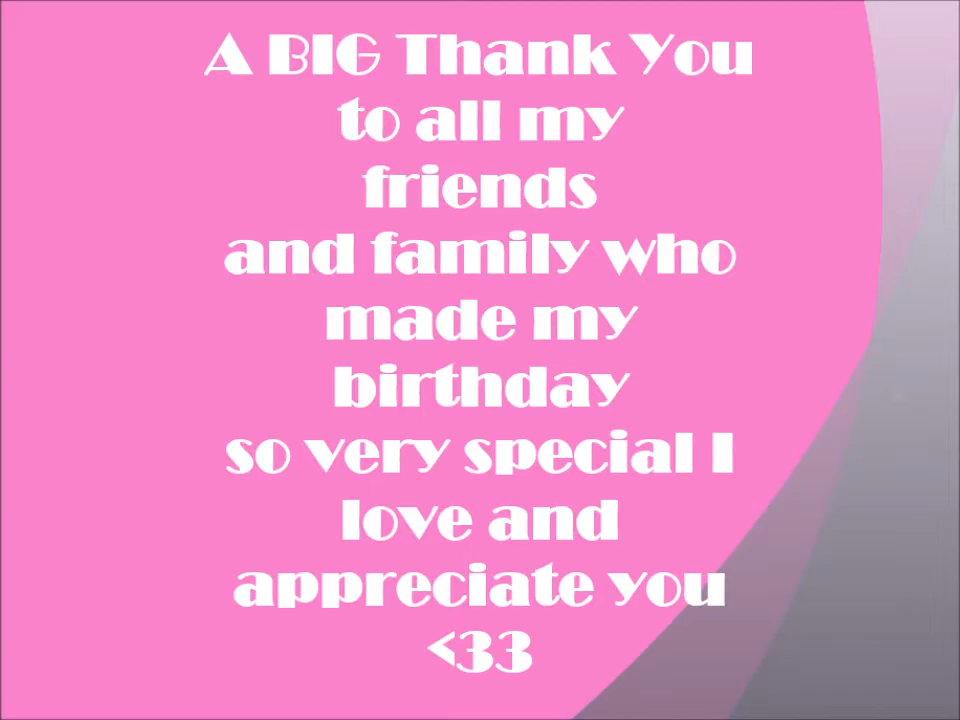 A BIG Thank You
to all my
friends
and family who
made my
birthday
so very special I
love and
appreciate you
<33